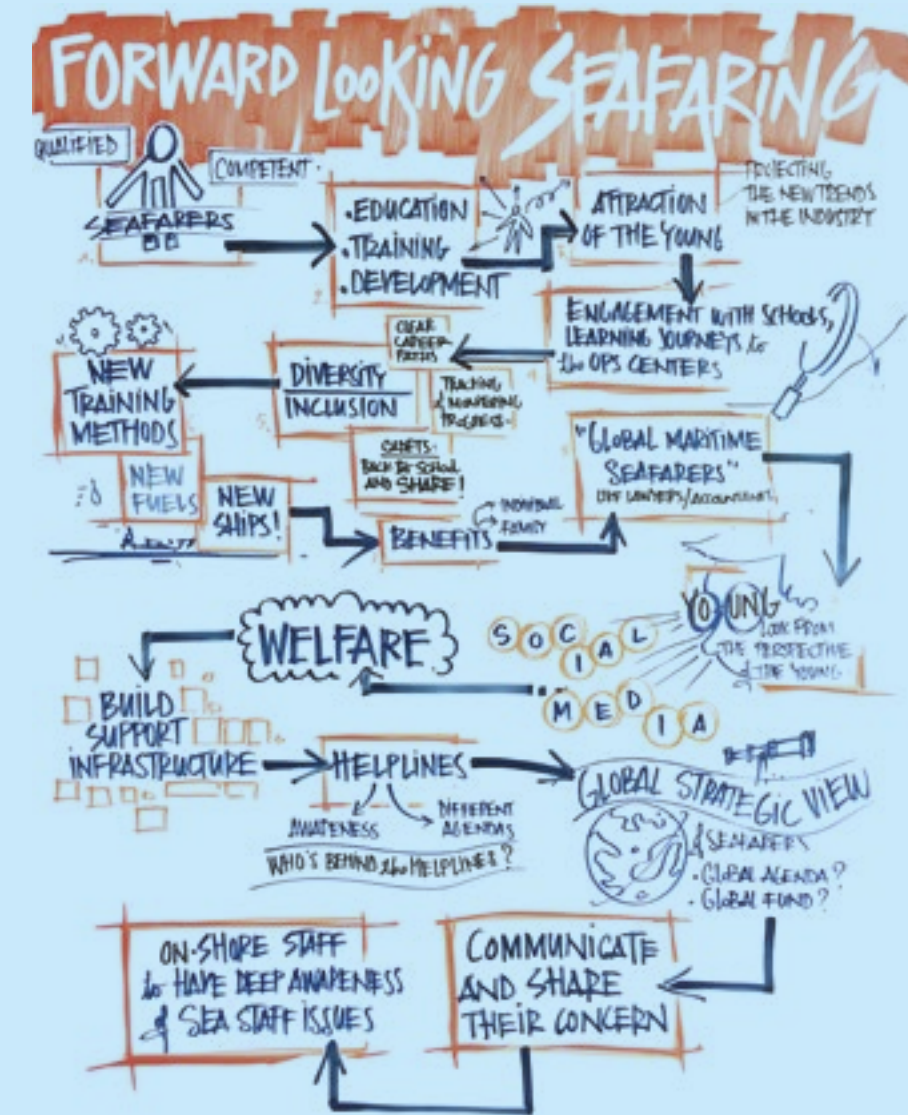 FORWARD LOOKING SEAFARING
QUALIFIED
COMPETENT.
SEAFARERS
• EDUCATION
• TRAINING
• DEVELOPMENT
ATTRACTION
OF THE YOUNG
THE NEW TRENDS
IN THE INDUSTRY
ENGAGEMENT WITH SCHOOLS,
LEARNING JOURNEYS to
the OPS CENTERS
CLEAR
CAREER
DIVERSITY
INCLUSION
TRACKING
& MONITORING
PROGRESS.
CADETS:
BACK to SCHOOL
AND SHARE!
NEW
TRAINING
METHODS
NEW
FUELS
NEW
SHIPS!
BENEFITS
INDIVIDUAL
FAMILY
"GLOBAL MARITIME
SEAFARERS"
LAWYERS/ACCOUNTANT
YOUNG
LOOK FROM
THE PERSPECTIVE
of THE YOUNG
SOCIAL
MEDIA
WELFARE
BUILD
SUPPORT
INFRASTRUCTURE
HELPLINES
AWARENESS
DIFFERENT
AGENDAS
WHO'S BEHIND the HELPLINES?
GLOBAL STRATEGIC VIEW
of SEAFARERS
• GLOBAL AGENDA?
• GLOBAL FUND?
COMMUNICATE
AND SHARE
THEIR CONCERN
ON-SHORE STAFF
to HAVE DEEP AWARENESS
of SEA STAFF ISSUES